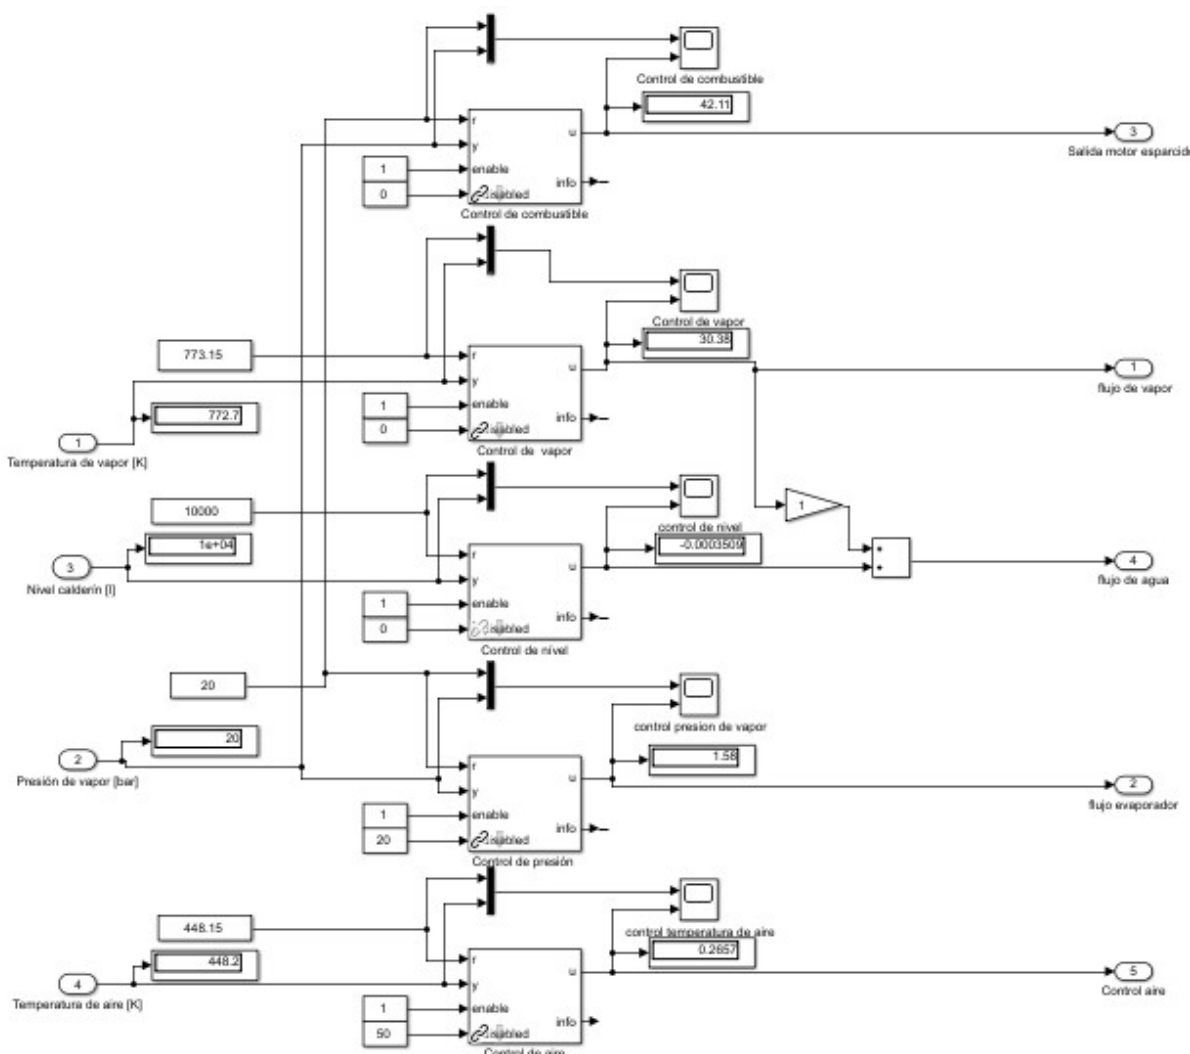 Control de combustible
42.11
r
y
enable
u
info
1
0
Control de combustible
3
Salida motor esparcido
Control de vapor
30.38
773.15
772.7
1
Temperatura de vapor [K]
r
y
enable
u
info
1
0
Control de vapor
1
flujo de vapor
10000
1e+04
3
Nivel calderín [l]
control de nivel
-0.0003509
r
y
enable
u
info
1
0
Control de nível
1
+
+
4
flujo de agua
20
20
2
Presión de vapor [bar]
control presion de vapor
1.58
r
y
enable
u
info
1
20
Control de presión
2
flujo evaporador
448.15
448.2
4
Temperatura de aire [K]
control temperatura de aire
0.2657
r
y
enable
u
info
1
50
Control de aire
5
Control aire